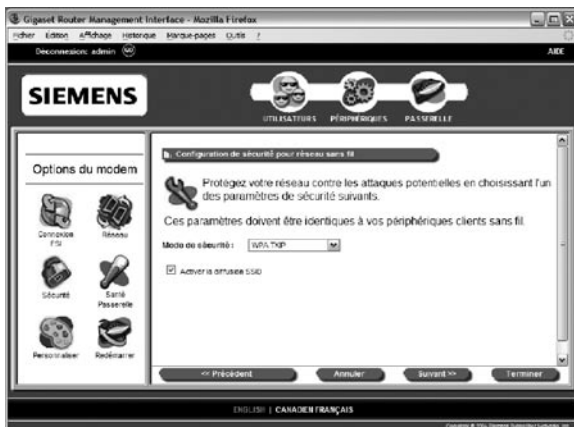 Gigaset Router Management Interface - Mozilla Firefox
Fichier Édition Affichage Historique Marque-pages Outils ?
Déconnexion: admin GO
AIDE
SIEMENS
UTILISATEURS PÉRIPHÉRIQUES PASSERELLE
Options du modem
Connexion FSI
Réseau
Sécurité
Santé Passerelle
Personnaliser
Redémarrer
Configuration de sécurité pour réseau sans fil
Protégez votre réseau contre les attaques potentielles en choisissant l'un
des paramètres de sécurité suivants.
Ces paramètres doivent être identiques à vos périphériques clients sans fil.
Mode de sécurité : WPA TKIP
Activer la diffusion SSID
<< Précédent Annuler Suivant >> Terminer
ENGLISH | CANADIEN FRANÇAIS